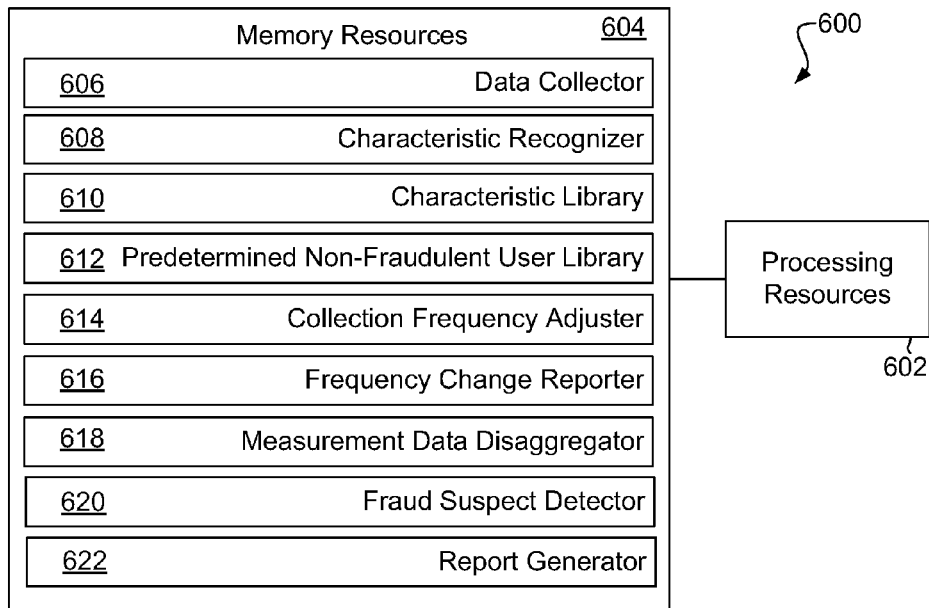 Memory Resources 604
600
606 Data Collector
608 Characteristic Recognizer
610 Characteristic Library
612 Predetermined Non-Fraudulent User Library
614 Collection Frequency Adjuster
616 Frequency Change Reporter
618 Measurement Data Disaggregator
620 Fraud Suspect Detector
622 Report Generator
Processing
Resources
602